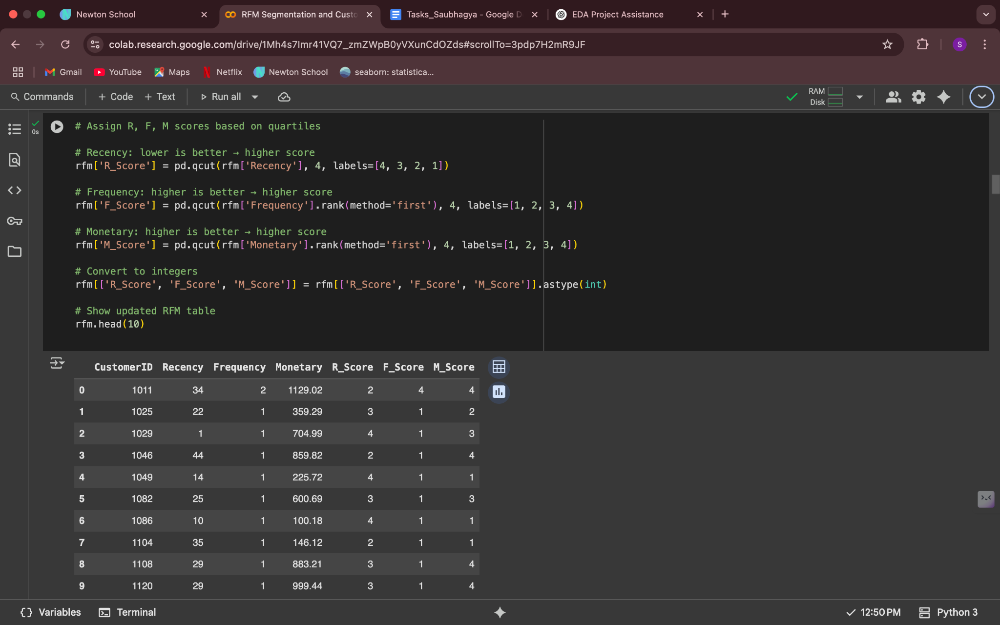 Newton School
RFM Segmentation and Custo
Tasks_Saubhagya - Google D
EDA Project Assistance
colab.research.google.com/drive/1Mh4s7Imr41VQ7_zmZWpB0yVXunCdOZds#scrollTo=3pdp7H2mR9JF
S
Gmail
YouTube
Maps
Netflix
Newton School
seaborn: statistica...
Commands
+ Code
+ Text
Run all
RAM
Disk
0s
# Assign R, F, M scores based on quartiles
# Recency: lower is better → higher score
rfm['R_Score'] = pd.qcut(rfm['Recency'], 4, labels=[4, 3, 2, 1])
# Frequency: higher is better → higher score
rfm['F_Score'] = pd.qcut(rfm['Frequency'].rank(method='first'), 4, labels=[1, 2, 3, 4])
# Monetary: higher is better → higher score
rfm['M_Score'] = pd.qcut(rfm['Monetary'].rank(method='first'), 4, labels=[1, 2, 3, 4])
# Convert to integers
rfm[['R_Score', 'F_Score', 'M_Score']] = rfm[['R_Score', 'F_Score', 'M_Score']].astype(int)
# Show updated RFM table
rfm.head(10)
CustomerID Recency Frequency Monetary R_Score F_Score M_Score
0 1011 34 2 1129.02 2 4 4
1 1025 22 1 359.29 3 1 2
2 1029 1 1 704.99 4 1 3
3 1046 44 1 859.82 2 1 4
4 1049 14 1 225.72 4 1 1
5 1082 25 1 600.69 3 1 3
6 1086 10 1 100.18 4 1 1
7 1104 35 1 146.12 2 1 1
8 1108 29 1 883.21 3 1 4
9 1120 29 1 999.44 3 1 4
Variables
Terminal
12:50 PM
Python 3